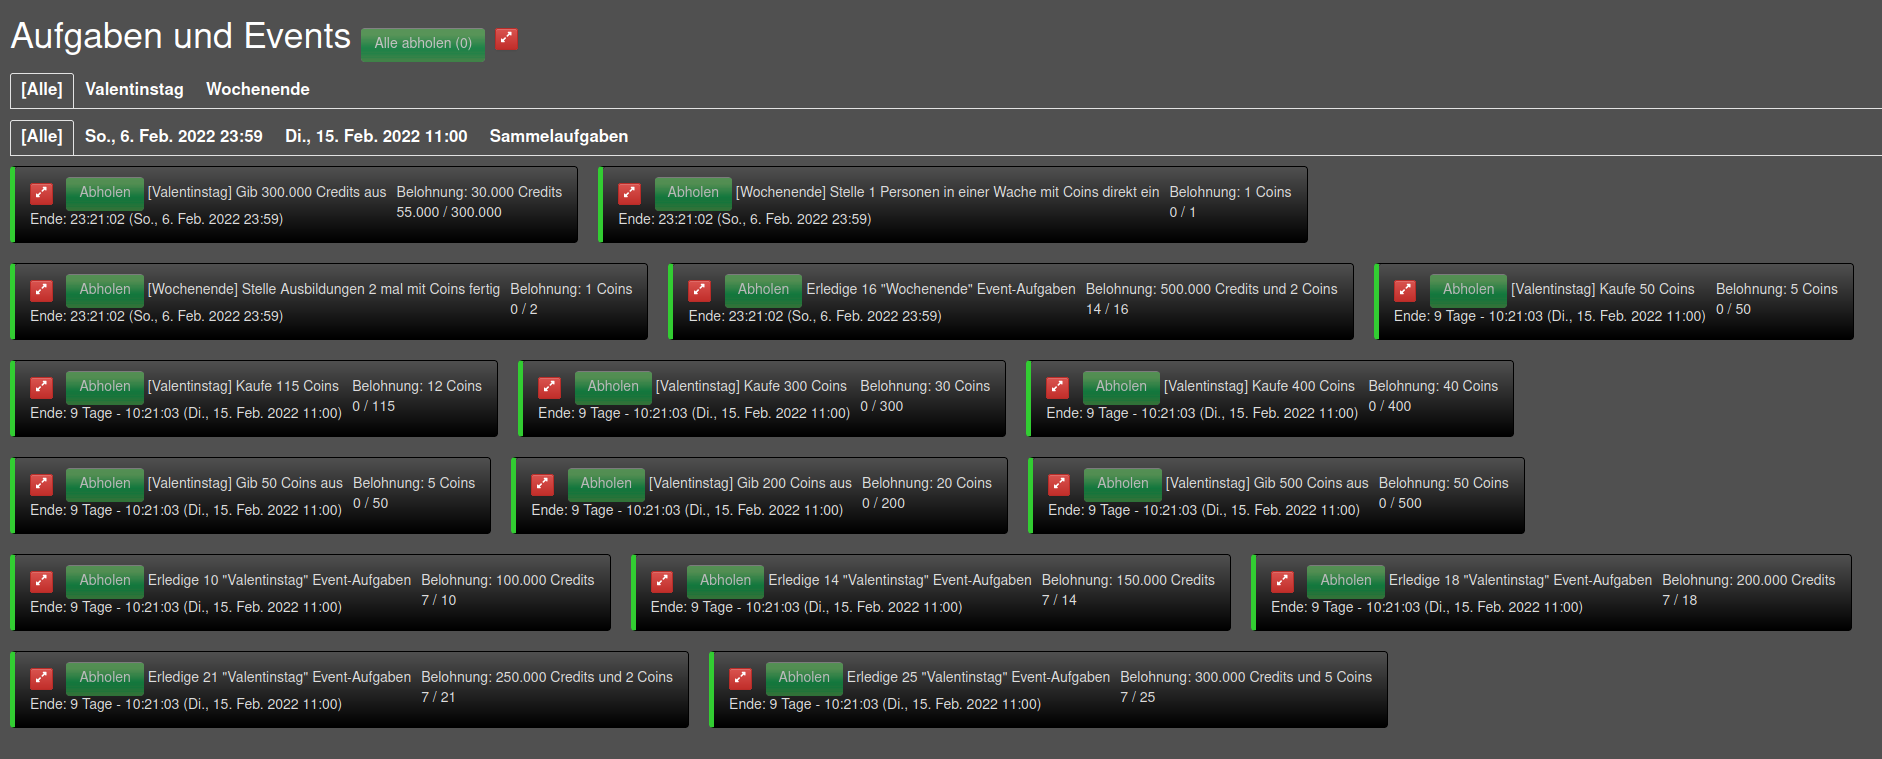 Aufgaben und Events Alle abholen (0)
[Alle] Valentinstag Wochenende
[Alle] So., 6. Feb. 2022 23:59 Di., 15. Feb. 2022 11:00 Sammelaufgaben
Abholen [Valentinstag] Gib 300.000 Credits aus Belohnung: 30.000 Credits
55.000 / 300.000
Ende: 23:21:02 (So., 6. Feb. 2022 23:59)
Abholen [Wochenende] Stelle 1 Personen in einer Wache mit Coins direkt ein Belohnung: 1 Coins
0 / 1
Ende: 23:21:02 (So., 6. Feb. 2022 23:59)
Abholen [Wochenende] Stelle Ausbildungen 2 mal mit Coins fertig Belohnung: 1 Coins
0 / 2
Ende: 23:21:02 (So., 6. Feb. 2022 23:59)
Abholen Erledige 16 "Wochenende" Event-Aufgaben Belohnung: 500.000 Credits und 2 Coins
14 / 16
Ende: 23:21:02 (So., 6. Feb. 2022 23:59)
Abholen [Valentinstag] Kaufe 50 Coins Belohnung: 5 Coins
0 / 50
Ende: 9 Tage - 10:21:03 (Di., 15. Feb. 2022 11:00)
Abholen [Valentinstag] Kaufe 115 Coins Belohnung: 12 Coins
0 / 115
Ende: 9 Tage - 10:21:03 (Di., 15. Feb. 2022 11:00)
Abholen [Valentinstag] Kaufe 300 Coins Belohnung: 30 Coins
0 / 300
Ende: 9 Tage - 10:21:03 (Di., 15. Feb. 2022 11:00)
Abholen [Valentinstag] Kaufe 400 Coins Belohnung: 40 Coins
0 / 400
Ende: 9 Tage - 10:21:03 (Di., 15. Feb. 2022 11:00)
Abholen [Valentinstag] Gib 50 Coins aus Belohnung: 5 Coins
0 / 50
Ende: 9 Tage - 10:21:03 (Di., 15. Feb. 2022 11:00)
Abholen [Valentinstag] Gib 200 Coins aus Belohnung: 20 Coins
0 / 200
Ende: 9 Tage - 10:21:03 (Di., 15. Feb. 2022 11:00)
Abholen [Valentinstag] Gib 500 Coins aus Belohnung: 50 Coins
0 / 500
Ende: 9 Tage - 10:21:03 (Di., 15. Feb. 2022 11:00)
Abholen Erledige 10 "Valentinstag" Event-Aufgaben Belohnung: 100.000 Credits
7 / 10
Ende: 9 Tage - 10:21:03 (Di., 15. Feb. 2022 11:00)
Abholen Erledige 14 "Valentinstag" Event-Aufgaben Belohnung: 150.000 Credits
7 / 14
Ende: 9 Tage - 10:21:03 (Di., 15. Feb. 2022 11:00)
Abholen Erledige 18 "Valentinstag" Event-Aufgaben Belohnung: 200.000 Credits
7 / 18
Ende: 9 Tage - 10:21:03 (Di., 15. Feb. 2022 11:00)
Abholen Erledige 21 "Valentinstag" Event-Aufgaben Belohnung: 250.000 Credits und 2 Coins
7 / 21
Ende: 9 Tage - 10:21:03 (Di., 15. Feb. 2022 11:00)
Abholen Erledige 25 "Valentinstag" Event-Aufgaben Belohnung: 300.000 Credits und 5 Coins
7 / 25
Ende: 9 Tage - 10:21:03 (Di., 15. Feb. 2022 11:00)